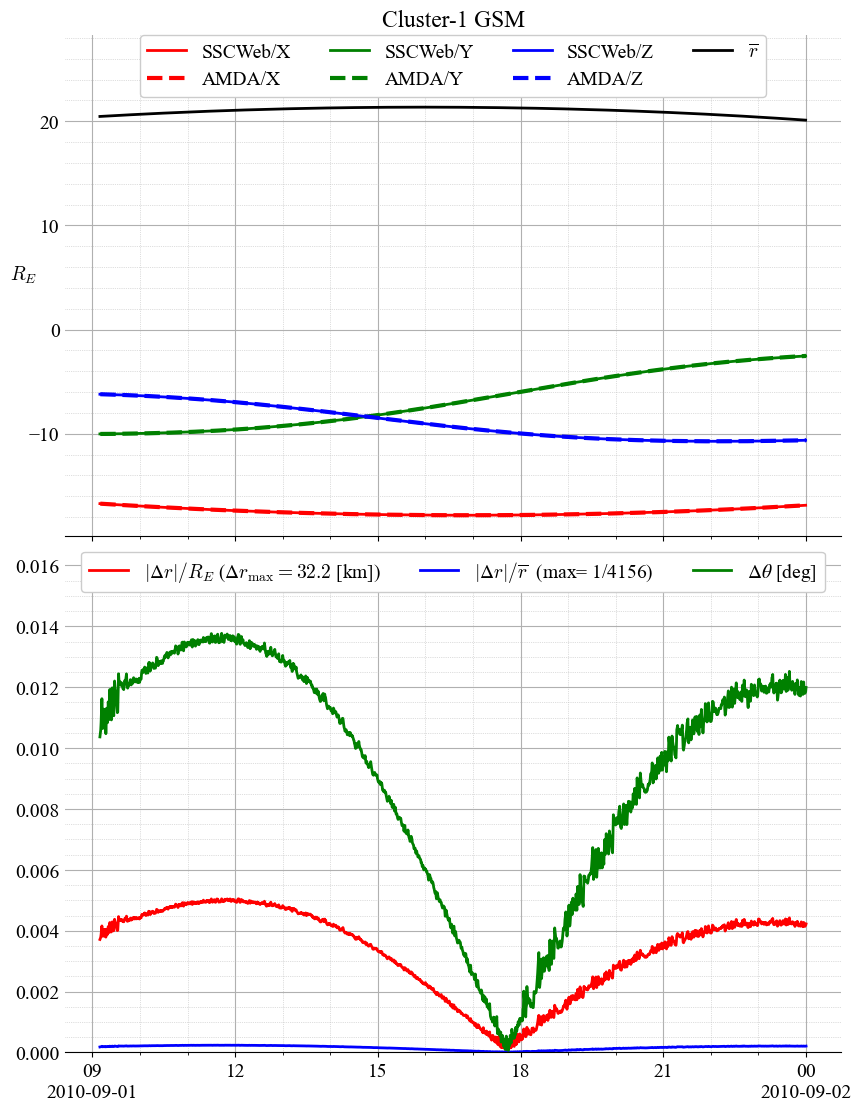 Cluster-1 GSM
SSCWeb/X SSCWeb/Y SSCWeb/Z r̅
AMDA/X AMDA/Y AMDA/Z
20
10
R_E
0
−10
0.016
|Δr|/R_E (Δr_max = 32.2 [km]) |Δr|/r̅ (max= 1/4156) Δθ [deg]
0.014
0.012
0.010
0.008
0.006
0.004
0.002
0.000
09 12 15 18 21 00
2010-09-01 2010-09-02